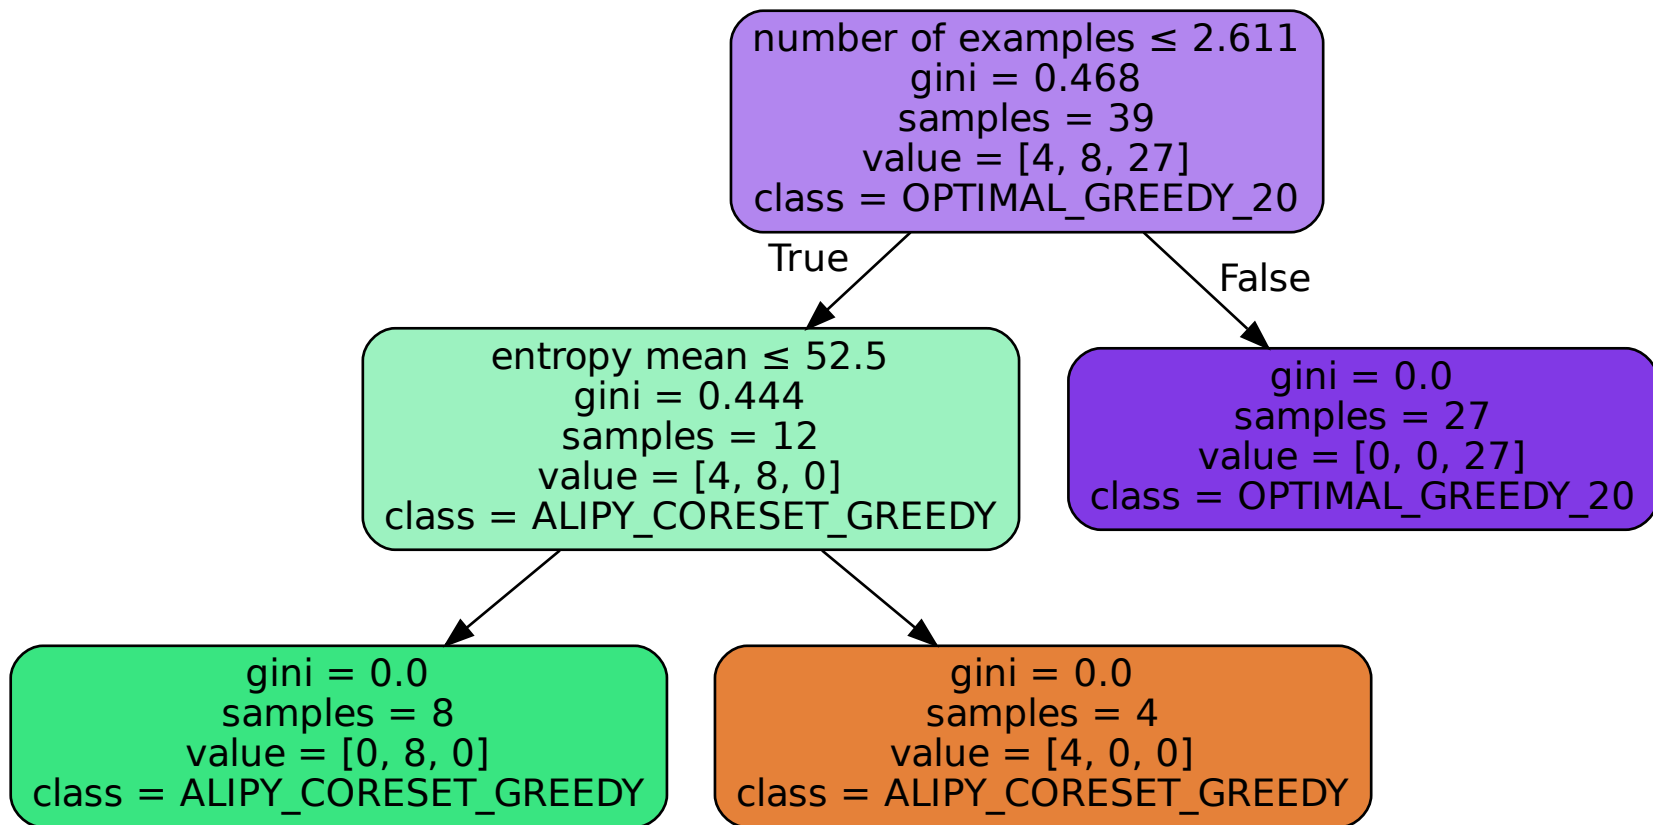 number of examples ≤ 2.611
gini = 0.468
samples = 39
value = [4, 8, 27]
class = OPTIMAL_GREEDY_20
True
False
entropy mean ≤ 52.5
gini = 0.444
samples = 12
value = [4, 8, 0]
class = ALIPY_CORESET_GREEDY
gini = 0.0
samples = 27
value = [0, 0, 27]
class = OPTIMAL_GREEDY_20
gini = 0.0
samples = 8
value = [0, 8, 0]
class = ALIPY_CORESET_GREEDY
gini = 0.0
samples = 4
value = [4, 0, 0]
class = ALIPY_CORESET_GREEDY